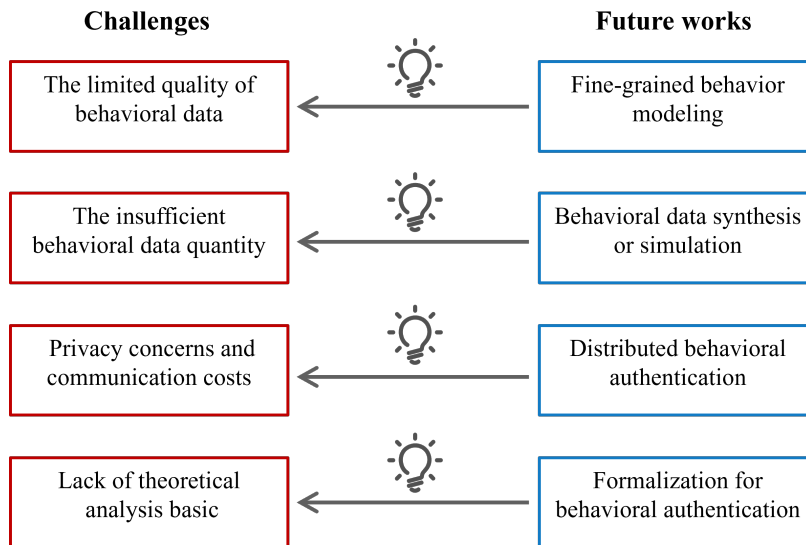 Challenges
Future works
The limited quality of
behavioral data
Fine-grained behavior
modeling
The insufficient
behavioral data quantity
Behavioral data synthesis
or simulation
Privacy concerns and
communication costs
Distributed behavioral
authentication
Lack of theoretical
analysis basic
Formalization for
behavioral authentication